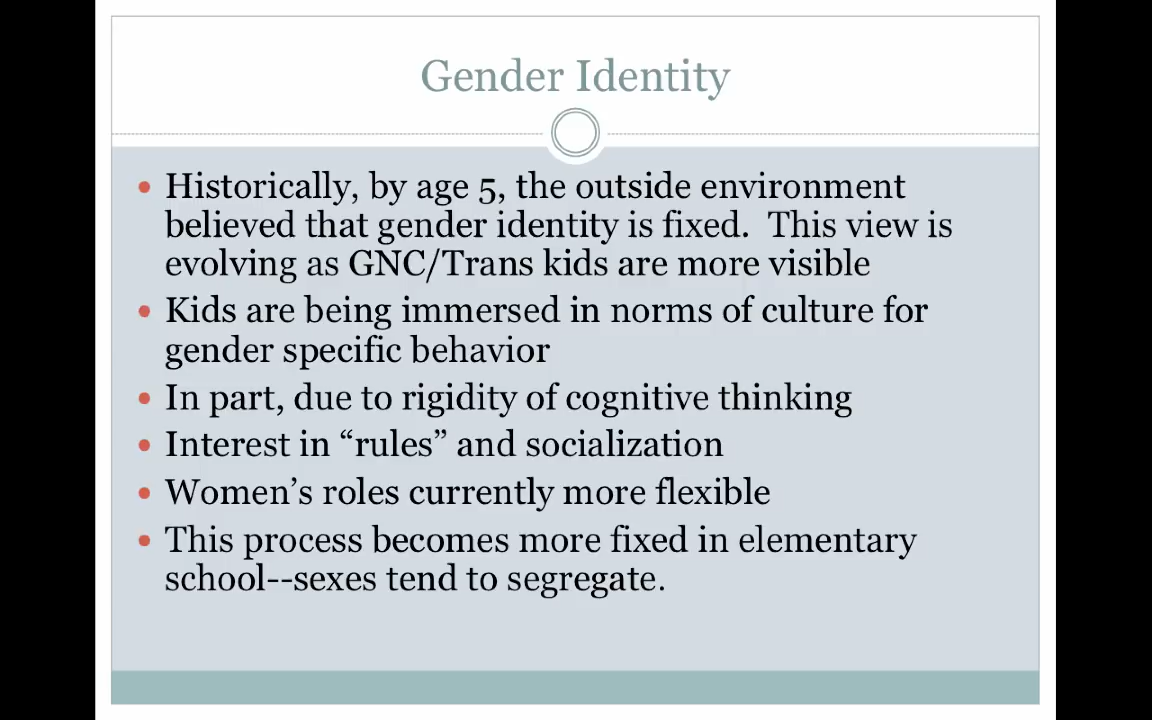 Gender Identity
• Historically, by age 5, the outside environment
believed that gender identity is fixed.  This view is
evolving as GNC/Trans kids are more visible
• Kids are being immersed in norms of culture for
gender specific behavior
• In part, due to rigidity of cognitive thinking
• Interest in “rules” and socialization
• Women’s roles currently more flexible
• This process becomes more fixed in elementary
school--sexes tend to segregate.